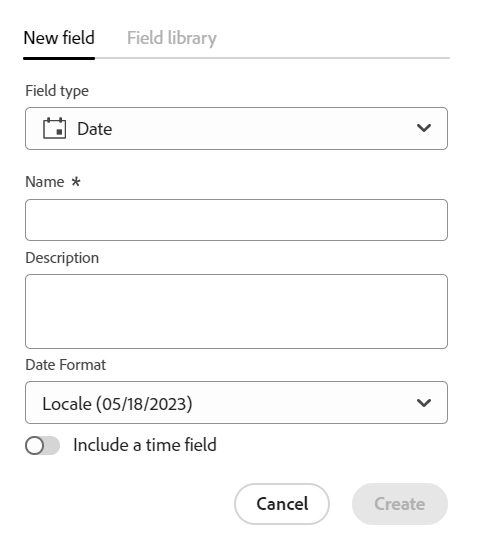 New field Field library
Field type
Date
Name *
Description
Date Format
Locale (05/18/2023)
Include a time field
Cancel Create